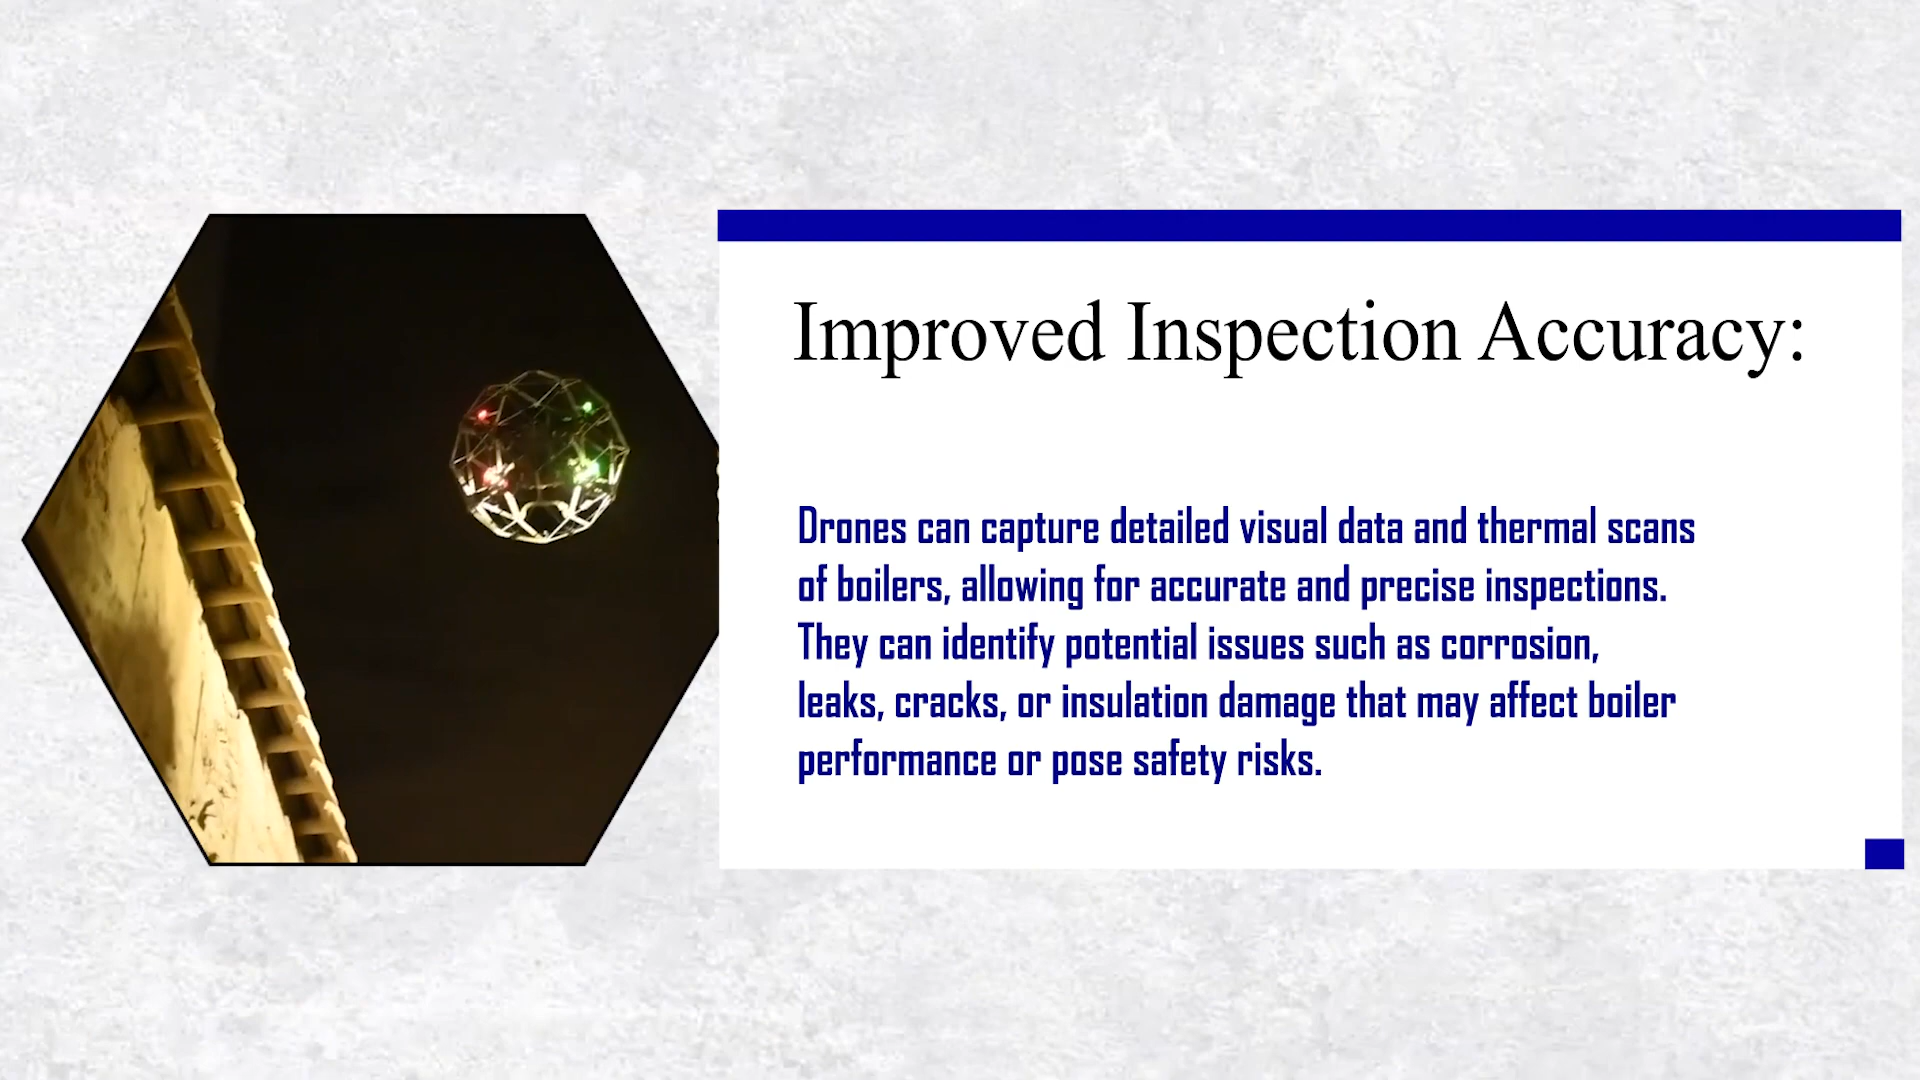 Improved Inspection Accuracy:
Drones can capture detailed visual data and thermal scans
of boilers, allowing for accurate and precise inspections.
They can identify potential issues such as corrosion,
leaks, cracks, or insulation damage that may affect boiler
performance or pose safety risks.